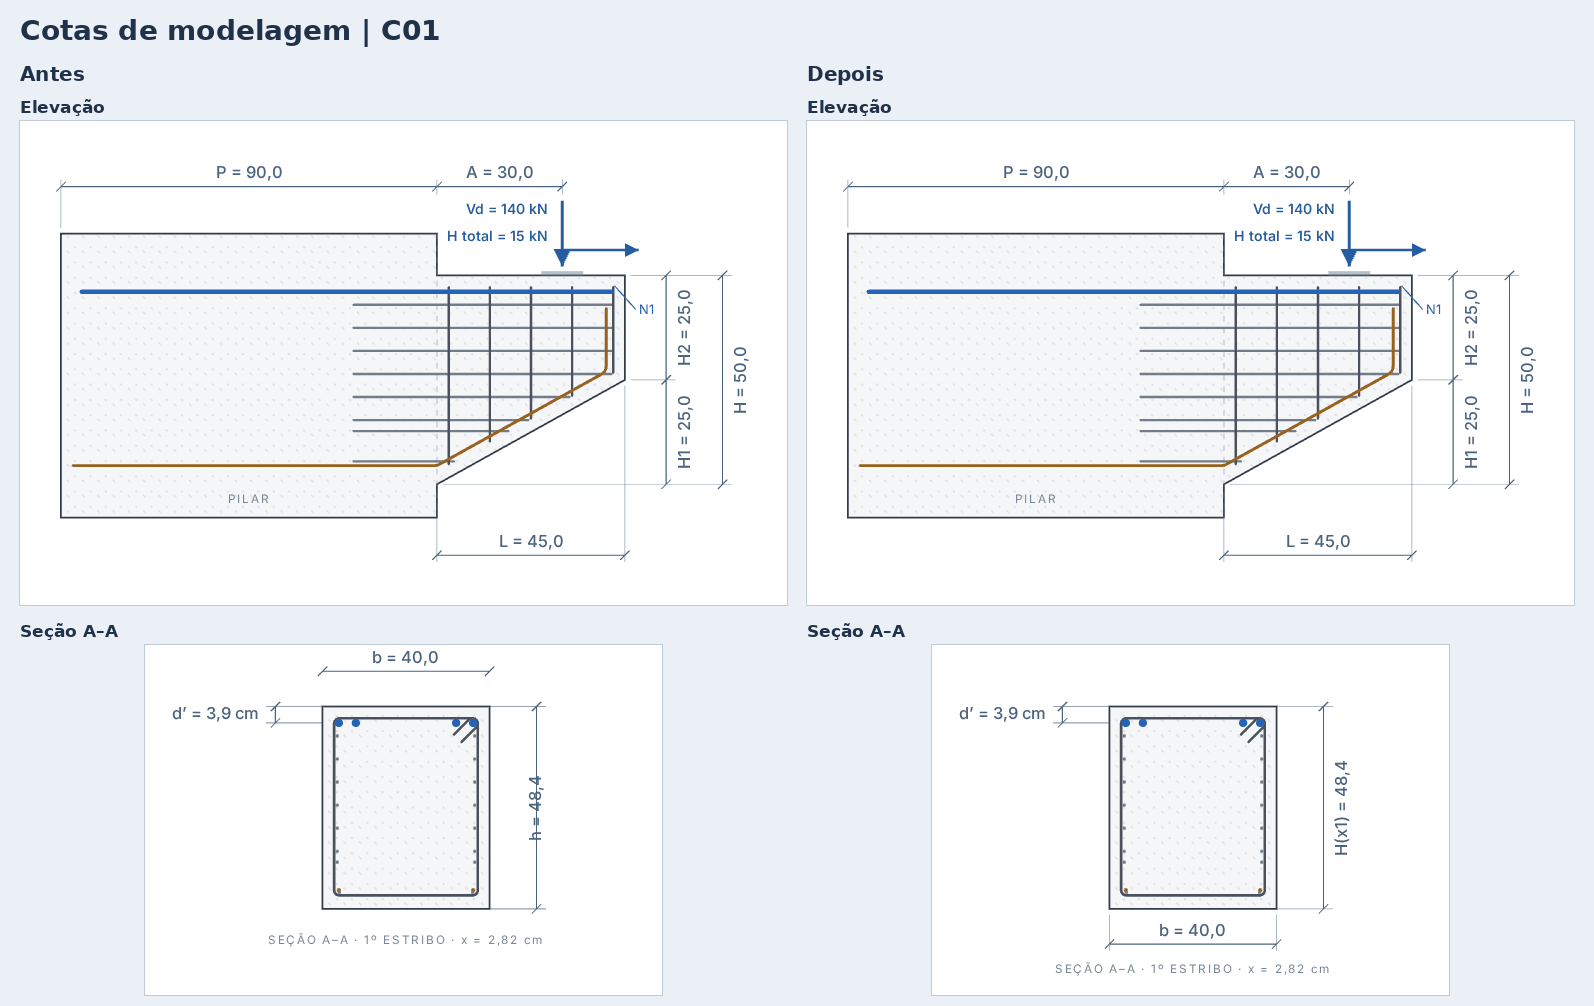 Cotas de modelagem | C01
Antes
Elevação
P = 90,0
A = 30,0
Vd = 140 kN
H total = 15 kN
N1
H2 = 25,0
H1 = 25,0
H = 50,0
PILAR
L = 45,0
Seção A–A
b = 40,0
d’ = 3,9 cm
h = 48,4
SEÇÃO A–A · 1º ESTRIBO · x = 2,82 cm
Depois
Elevação
P = 90,0
A = 30,0
Vd = 140 kN
H total = 15 kN
N1
H2 = 25,0
H1 = 25,0
H = 50,0
PILAR
L = 45,0
Seção A–A
d’ = 3,9 cm
H(x1) = 48,4
b = 40,0
SEÇÃO A–A · 1º ESTRIBO · x = 2,82 cm